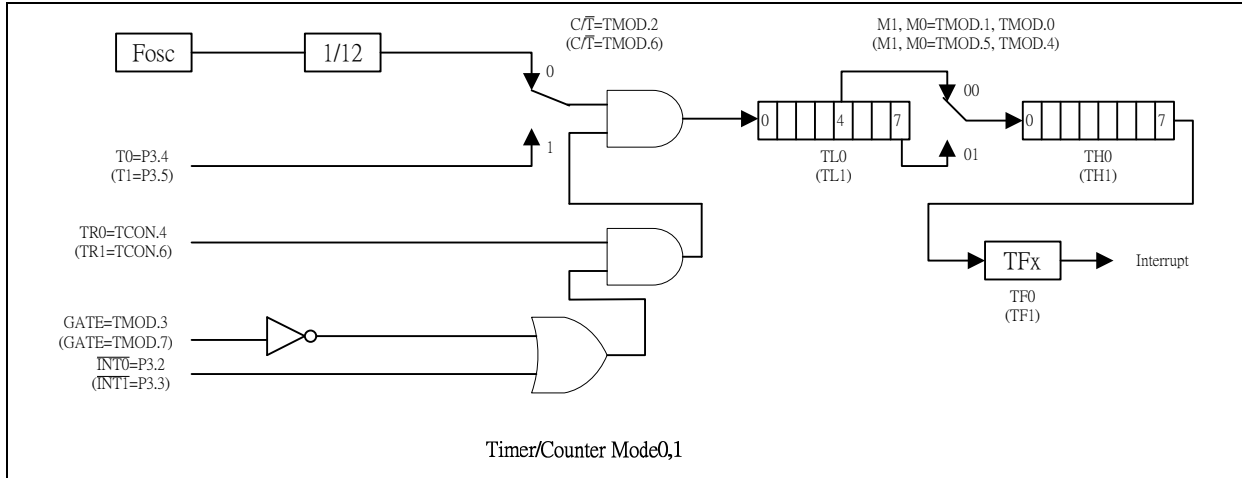 C/T̅=TMOD.2
(C/T̅=TMOD.6)
M1, M0=TMOD.1, TMOD.0
(M1, M0=TMOD.5, TMOD.4)
Fosc
1/12
0
1
T0=P3.4
(T1=P3.5)
0 4 7
TL0
(TL1)
00
01
0 7
TH0
(TH1)
TR0=TCON.4
(TR1=TCON.6)
TFx
Interrupt
TF0
(TF1)
GATE=TMOD.3
(GATE=TMOD.7)
I̅N̅T̅0̅=P3.2
(I̅N̅T̅1̅=P3.3)
Timer/Counter Mode0,1